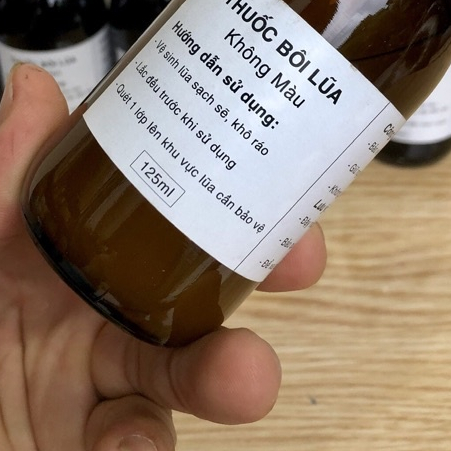 THUỐC BÔI LŨA
Không Màu
Hướng dẫn sử dụng:
- Vệ sinh lũa sạch sẽ, khô ráo
- Lắc đều trước khi sử dụng
- Quét 1 lớp lên khu vực lũa cần bảo vệ
125ml